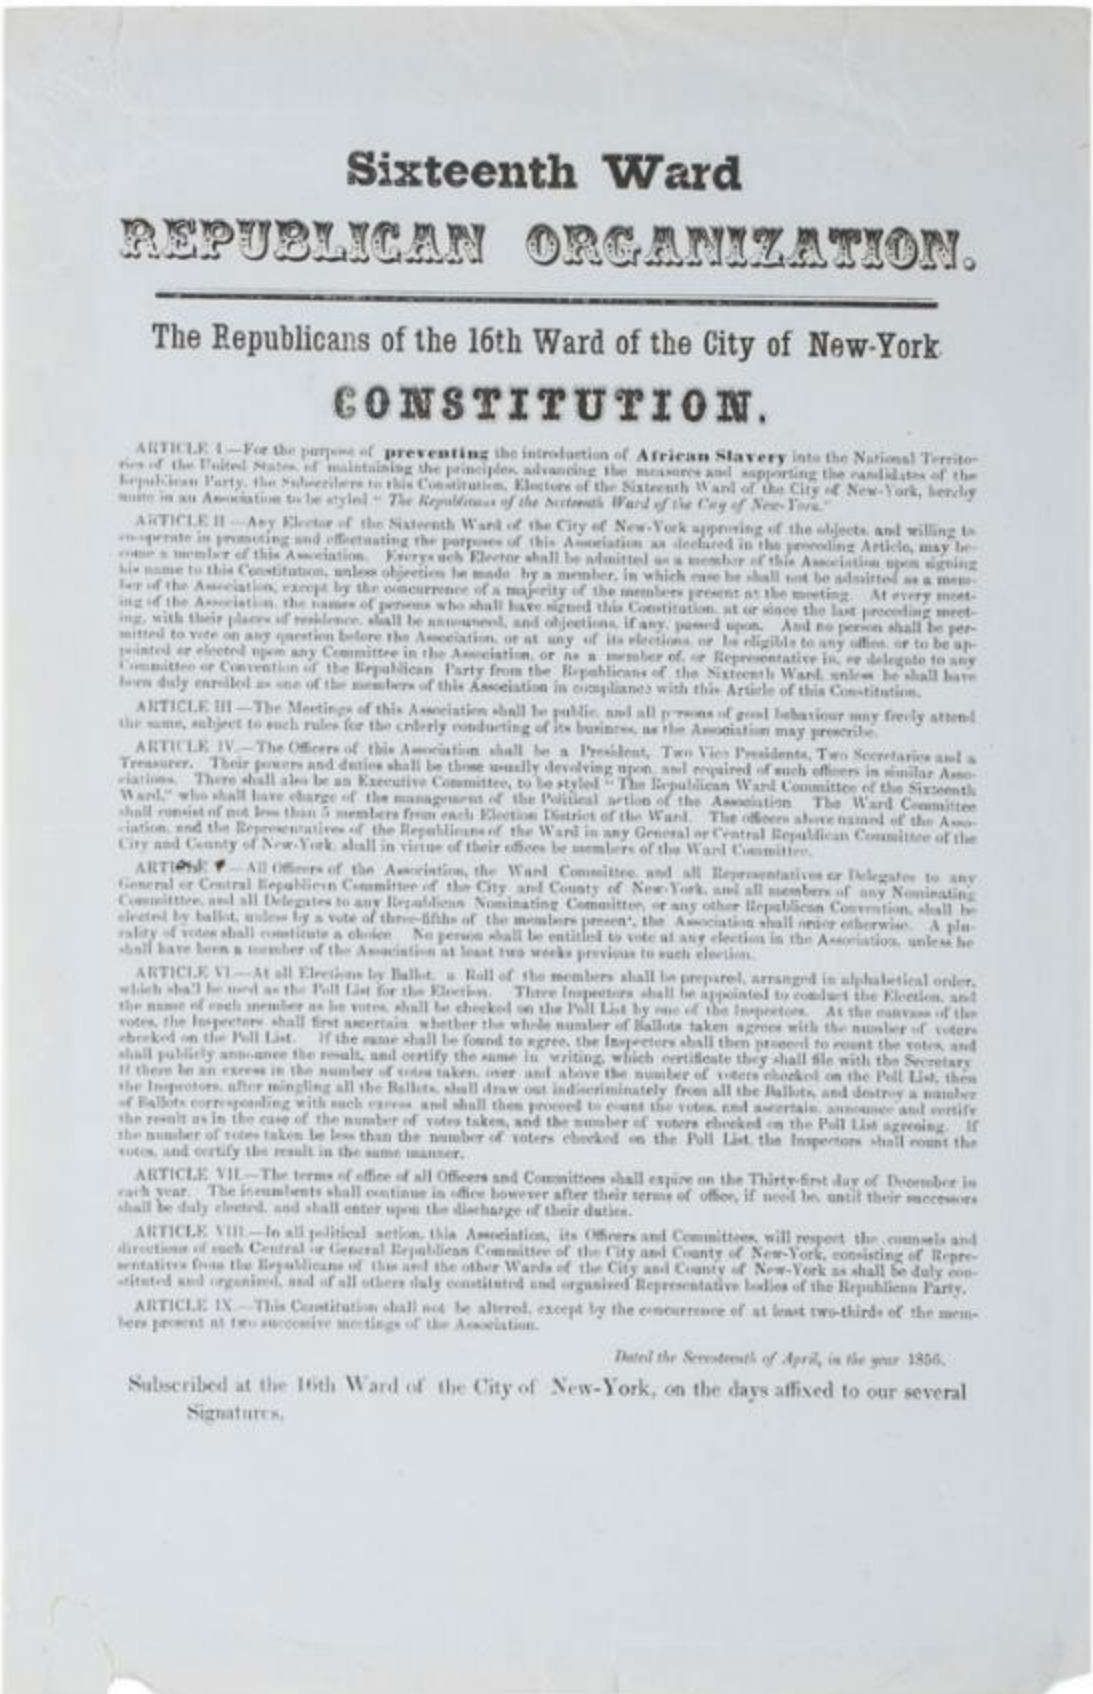 Sixteenth Ward
REPUBLICAN ORGANIZATION.
The Republicans of the 16th Ward of the City of New-York
CONSTITUTION.
ARTICLE I—For the purpose of preventing the introduction of African Slavery into the National Territo-
ries of the United States, of maintaining the principles, advancing the measures and supporting the candidates of the
Republican Party, the Subscribers to this Constitution, Electors of the Sixteenth Ward of the City of New-York, hereby
unite in an Association to be styled "The Republicans of the Sixteenth Ward of the City of New-York."
ARTICLE II—Any Elector of the Sixteenth Ward of the City of New-York approving of the objects, and willing to
co-operate in promoting and effectuating the purposes of this Association as declared in the preceding Article, may be-
come a member of this Association. Every such Elector shall be admitted as a member of this Association upon signing
his name to this Constitution, unless objection be made by a member, in which case he shall not be admitted as a mem-
ber of the Association, except by the concurrence of a majority of the members present at the meeting. At every meet-
ing of the Association, the names of persons who shall have signed this Constitution, at or since the last preceding meet-
ing, with their places of residence, shall be announced, and objections, if any, passed upon. And no person shall be per-
mitted to vote on any question before the Association, or at any of its elections, or be eligible to any office, or to be ap-
pointed or elected upon any Committee in the Association, or as a member of, or Representative in, or delegate to any
Committee or Convention of the Republican Party from the Republicans of the Sixteenth Ward, unless he shall have
been duly enrolled as one of the members of this Association in compliance with this Article of this Constitution.
ARTICLE III—The Meetings of this Association shall be public, and all persons of good behaviour may freely attend
the same, subject to such rules for the orderly conducting of its business, as the Association may prescribe.
ARTICLE IV.—The Officers of this Association shall be a President, Two Vice Presidents, Two Secretaries and a
Treasurer. Their powers and duties shall be those usually devolving upon, and required of such officers in similar Asso-
ciations. There shall also be an Executive Committee, to be styled "The Republican Ward Committee of the Sixteenth
Ward," who shall have charge of the management of the Political action of the Association The Ward Committee
shall consist of not less than 5 members from each Election District of the Ward. The officers above named of the Asso-
ciation, and the Representatives of the Republicans of the Ward in any General or Central Republican Committee of the
City and County of New-York, shall in virtue of their offices be members of the Ward Committee.
ARTICLE V—All Officers of the Association, the Ward Committee, and all Representatives or Delegates to any
General or Central Republican Committee of the City and County of New-York, and all members of any Nominating
Committtee, and all Delegates to any Republican Nominating Committee, or any other Republican Convention, shall be
elected by ballot, unless by a vote of three-fifths of the members present, the Association shall order otherwise. A plu-
rality of votes shall constitute a choice No person shall be entitled to vote at any election in the Association, unless he
shall have been a member of the Association at least two weeks previous to such election.
ARTICLE VI.—At all Elections by Ballot, a Roll of the members shall be prepared, arranged in alphabetical order,
which shall be used as the Poll List for the Election. Three Inspectors shall be appointed to conduct the Election, and
the name of each member as he votes, shall be checked on the Poll List by one of the Inspectors. At the canvass of the
votes, the Inspectors shall first ascertain whether the whole number of Ballots taken agrees with the number of voters
checked on the Poll List. If the same shall be found to agree, the Inspectors shall then proceed to count the votes, and
shall publicly announce the result, and certify the same in writing, which certificate they shall file with the Secretary
If there be an excess in the number of votes taken, over and above the number of voters checked on the Poll List, then
the Inspectors, after mingling all the Ballots, shall draw out indiscriminately from all the Ballots, and destroy a number
of Ballots corresponding with such excess and shall then proceed to count the votes, and ascertain, announce and certify
the result as in the case of the number of votes taken, and the number of voters checked on the Poll List agreeing. If
the number of votes taken be less than the number of voters checked on the Poll List, the Inspectors shall count the
votes, and certify the result in the same manner.
ARTICLE VII.—The terms of office of all Officers and Committees shall expire on the Thirty-first day of December in
each year. The incumbents shall continue in office however after their terms of office, if need be, until their successors
shall be duly elected, and shall enter upon the discharge of their duties.
ARTICLE VIII.—In all political action, this Association, its Officers and Committees, will respect the counsels and
directions of such Central or General Republican Committee of the City and County of New-York, consisting of Repre-
sentatives from the Republicans of this and the other Wards of the City and County of New-York as shall be duly con-
stituted and organized, and of all others duly constituted and organized Representative bodies of the Republican Party.
ARTICLE IX—This Constitution shall not be altered, except by the concurrence of at least two-thirds of the mem-
bers present at two successive meetings of the Association.
Dated the Seventeenth of April, in the year 1856.
Subscribed at the 16th Ward of the City of New-York, on the days affixed to our several
Signatures.